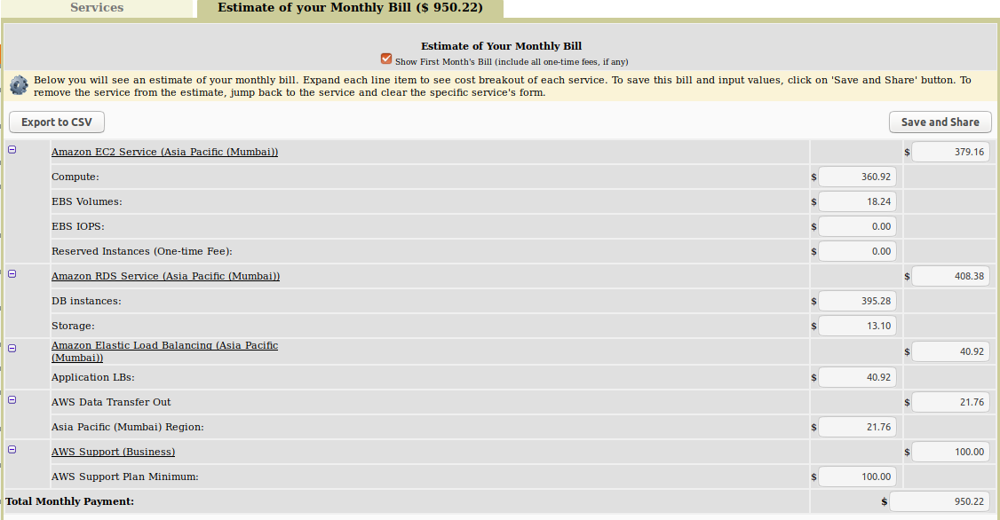 Services
Estimate of your Monthly Bill ($ 950.22)
Estimate of Your Monthly Bill
Show First Month's Bill (include all one-time fees, if any)
Below you will see an estimate of your monthly bill. Expand each line item to see cost breakout of each service. To save this bill and input values, click on 'Save and Share' button. To
remove the service from the estimate, jump back to the service and clear the specific service's form.
Export to CSV
Save and Share
Amazon EC2 Service (Asia Pacific (Mumbai)) $ 379.16
Compute: $ 360.92
EBS Volumes: $ 18.24
EBS IOPS: $ 0.00
Reserved Instances (One-time Fee): $ 0.00
Amazon RDS Service (Asia Pacific (Mumbai)) $ 408.38
DB instances: $ 395.28
Storage: $ 13.10
Amazon Elastic Load Balancing (Asia Pacific
(Mumbai)) $ 40.92
Application LBs: $ 40.92
AWS Data Transfer Out $ 21.76
Asia Pacific (Mumbai) Region: $ 21.76
AWS Support (Business) $ 100.00
AWS Support Plan Minimum: $ 100.00
Total Monthly Payment: $ 950.22